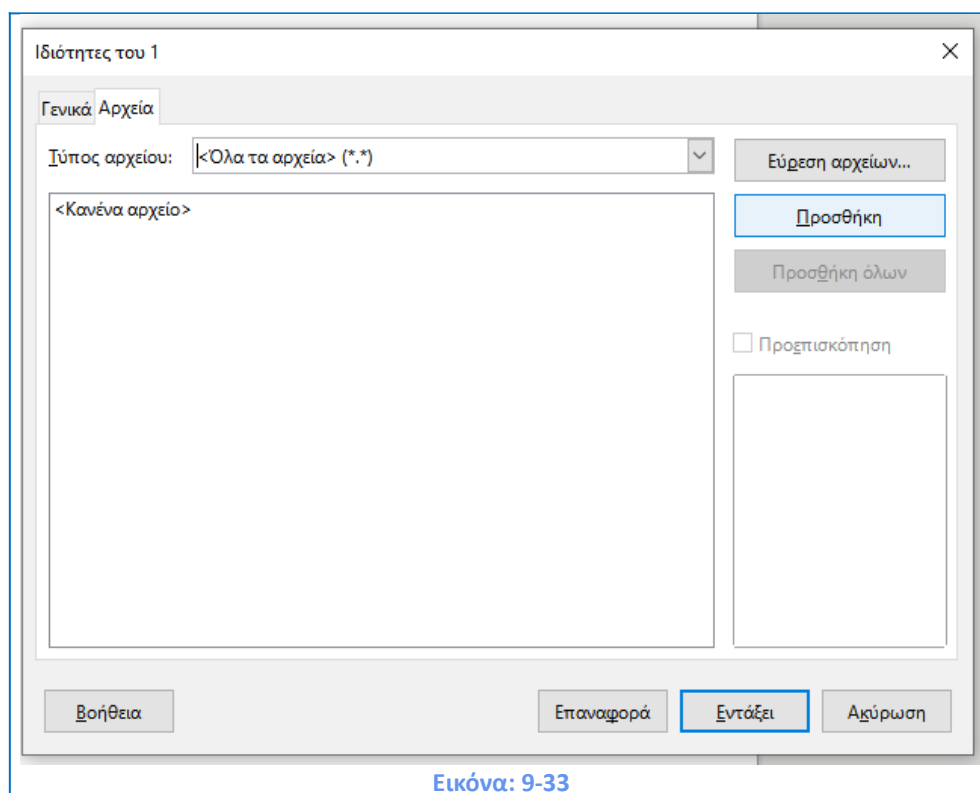 Ιδιότητες του 1
Γενικά Αρχεία
Τύπος αρχείου: <Όλα τα αρχεία> (*.*)
Εύρεση αρχείων...
<Κανένα αρχείο>
Προσθήκη
Προσθήκη όλων
Προεπισκόπηση
Βοήθεια Επαναφορά Εντάξει Ακύρωση
Εικόνα: 9-33